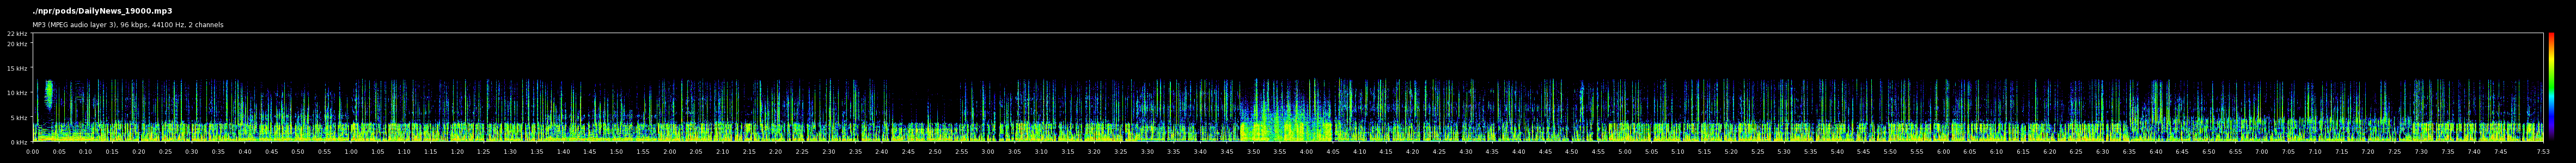 ./npr/pods/DailyNews_19000.mp3
MP3 (MPEG audio layer 3), 96 kbps, 44100 Hz, 2 channels
22 kHz
20 kHz
15 kHz
10 kHz
5 kHz
0 kHz
0:00 0:05 0:10 0:15 0:20 0:25 0:30 0:35 0:40 0:45 0:50 0:55 1:00 1:05 1:10 1:15 1:20 1:25 1:30 1:35 1:40 1:45 1:50 1:55 2:00 2:05 2:10 2:15 2:20 2:25 2:30 2:35 2:40 2:45 2:50 2:55 3:00 3:05 3:10 3:15 3:20 3:25 3:30 3:35 3:40 3:45 3:50 3:55 4:00 4:05 4:10 4:15 4:20 4:25 4:30 4:35 4:40 4:45 4:50 4:55 5:00 5:05 5:10 5:15 5:20 5:25 5:30 5:35 5:40 5:45 5:50 5:55 6:00 6:05 6:10 6:15 6:20 6:25 6:30 6:35 6:40 6:45 6:50 6:55 7:00 7:05 7:10 7:15 7:20 7:25 7:30 7:35 7:40 7:45 7:53